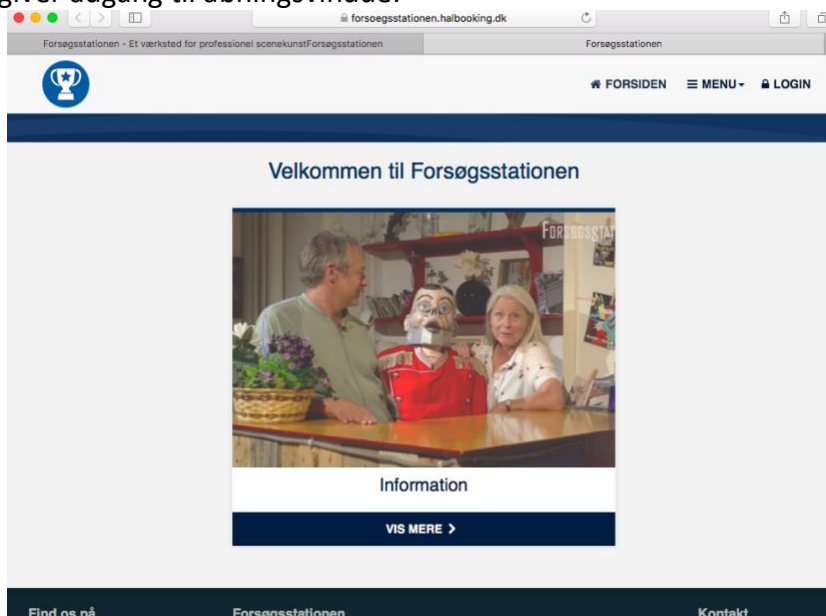 giver adgang til åbningsvindue.
forsoegsstationen.halbooking.dk
Forsøgsstationen - Et værksted for professionel scenekunstForsøgsstationen
Forsøgsstationen
FORSIDEN MENU LOGIN
Velkommen til Forsøgsstationen
Information
VIS MERE
Find os på Forsøgsstationen Kontakt